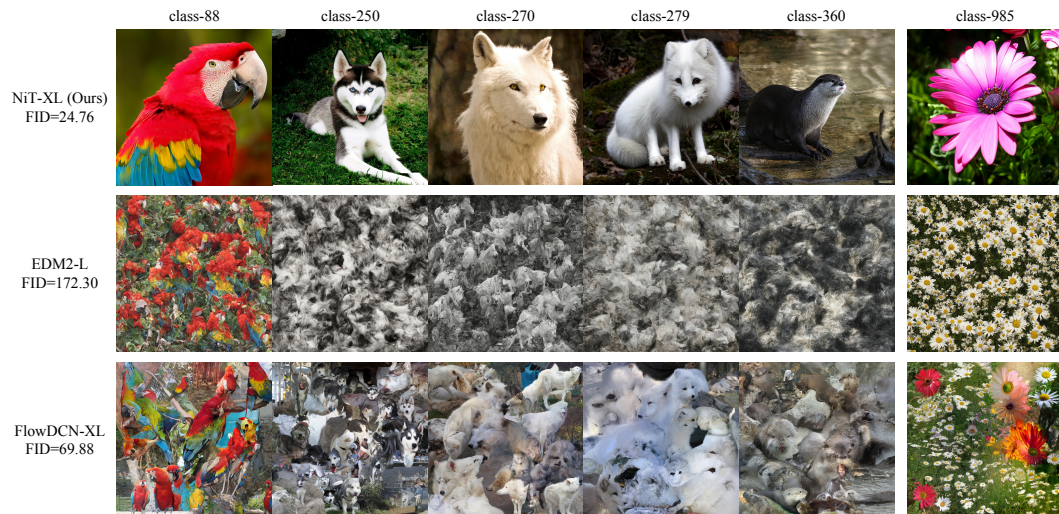 class-88 class-250 class-270 class-279 class-360 class-985
NiT-XL (Ours)
FID=24.76
EDM2-L
FID=172.30
FlowDCN-XL
FID=69.88